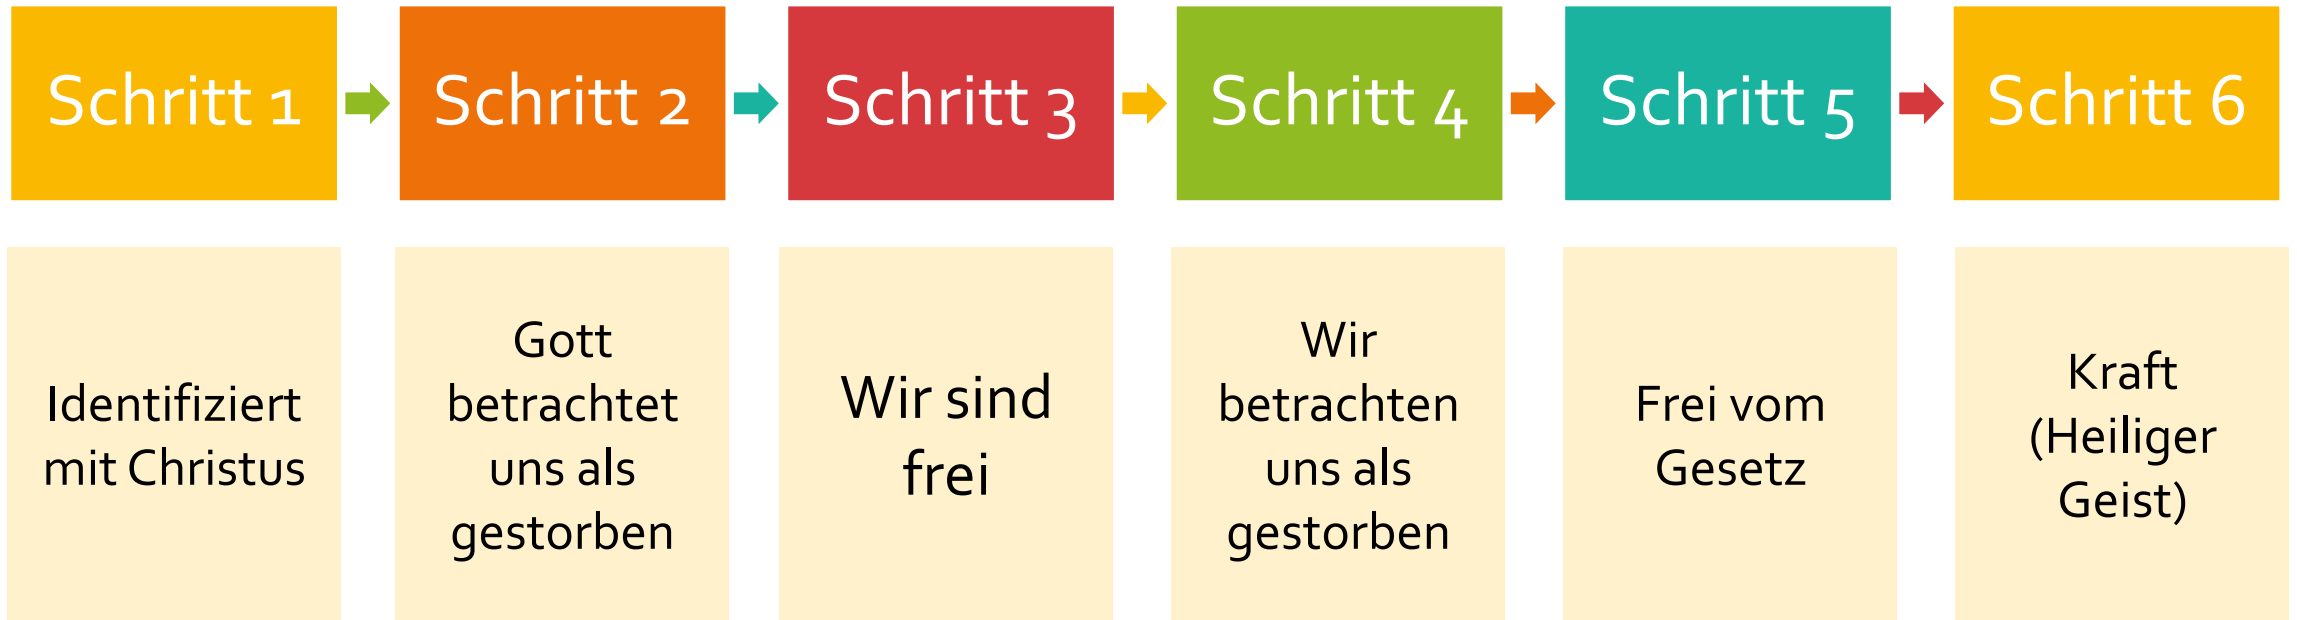 Schritt 1
Schritt 2
Schritt 3
Schritt 4
Schritt 5
Schritt 6
Identifiziert
mit Christus
Gott
betrachtet
uns als
gestorben
Wir sind
frei
Wir
betrachten
uns als
gestorben
Frei vom
Gesetz
Kraft
(Heiliger
Geist)